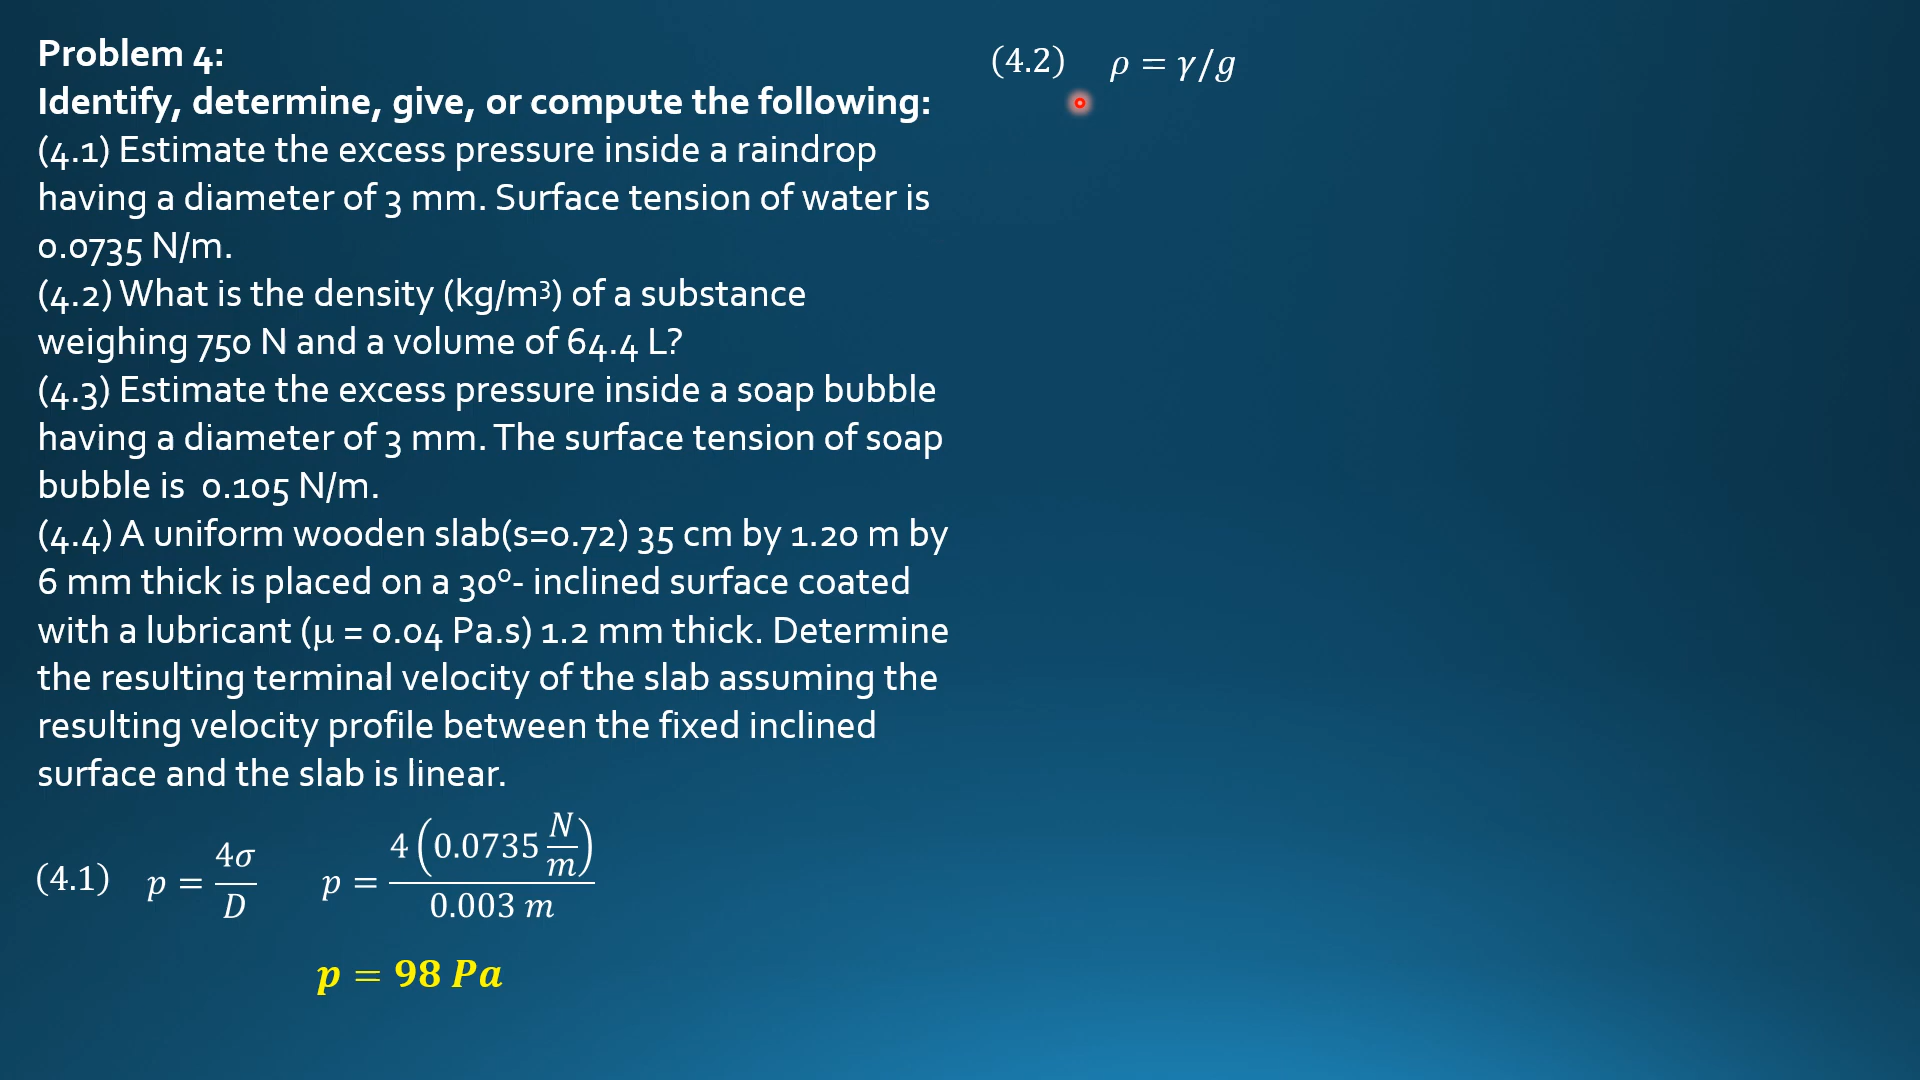 Problem 4:
Identify, determine, give, or compute the following:
(4.1) Estimate the excess pressure inside a raindrop
having a diameter of 3 mm. Surface tension of water is
0.0735 N/m.
(4.2) What is the density (kg/m³) of a substance
weighing 750 N and a volume of 64.4 L?
(4.3) Estimate the excess pressure inside a soap bubble
having a diameter of 3 mm. The surface tension of soap
bubble is  0.105 N/m.
(4.4) A uniform wooden slab(s=0.72) 35 cm by 1.20 m by
6 mm thick is placed on a 30⁰- inclined surface coated
with a lubricant (μ = 0.04 Pa.s) 1.2 mm thick. Determine
the resulting terminal velocity of the slab assuming the
resulting velocity profile between the fixed inclined
surface and the slab is linear.
(4.1) p = 4σ/D p = 4(0.0735 N/m)/0.003 m
p = 98 Pa
(4.2) ρ = γ/g